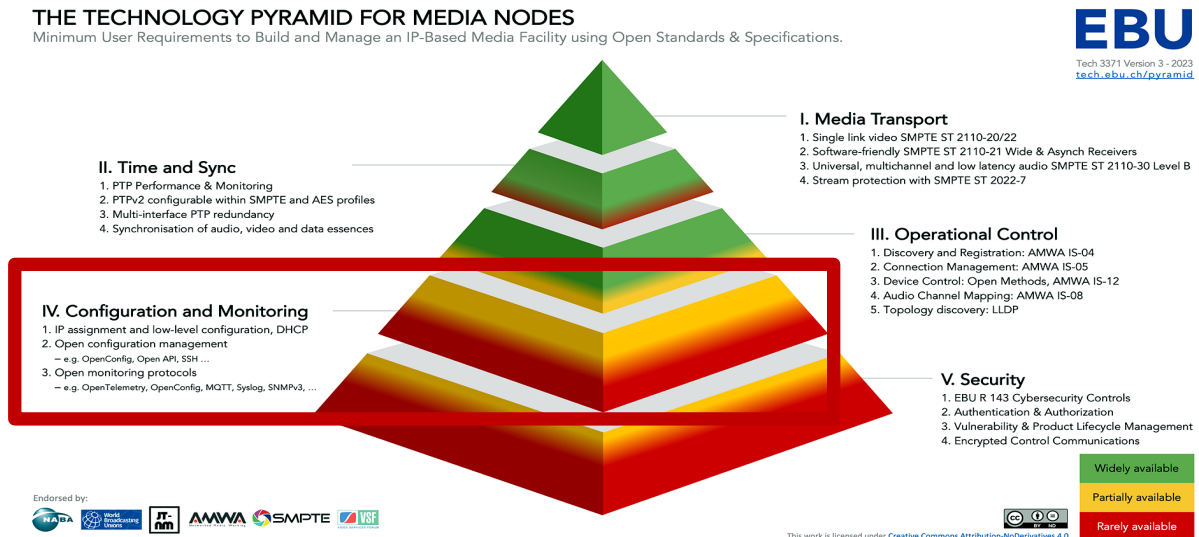 THE TECHNOLOGY PYRAMID FOR MEDIA NODES
Minimum User Requirements to Build and Manage an IP-Based Media Facility using Open Standards & Specifications.
EBU
Tech 3371 Version 3 - 2023
tech.ebu.ch/pyramid
I. Media Transport
1. Single link video SMPTE ST 2110-20/22
2. Software-friendly SMPTE ST 2110-21 Wide & Asynch Receivers
3. Universal, multichannel and low latency audio SMPTE ST 2110-30 Level B
4. Stream protection with SMPTE ST 2022-7
II. Time and Sync
1. PTP Performance & Monitoring
2. PTPv2 configurable within SMPTE and AES profiles
3. Multi-interface PTP redundancy
4. Synchronisation of audio, video and data essences
III. Operational Control
1. Discovery and Registration: AMWA IS-04
2. Connection Management: AMWA IS-05
3. Device Control: Open Methods, AMWA IS-12
4. Audio Channel Mapping: AMWA IS-08
5. Topology discovery: LLDP
IV. Configuration and Monitoring
1. IP assignment and low-level configuration, DHCP
2. Open configuration management
– e.g. OpenConfig, Open API, SSH ...
3. Open monitoring protocols
– e.g. OpenTelemetry, OpenConfig, MQTT, Syslog, SNMPv3, ...
V. Security
1. EBU R 143 Cybersecurity Controls
2. Authentication & Authorization
3. Vulnerability & Product Lifecycle Management
4. Encrypted Control Communications
Widely available
Partially available
Rarely available
Endorsed by:
NABA
World Broadcasting Unions
JT-NM
AMWA
SMPTE
VSF
cc
BY ND
This work is licensed under Creative Commons Attribution-NoDerivatives 4.0